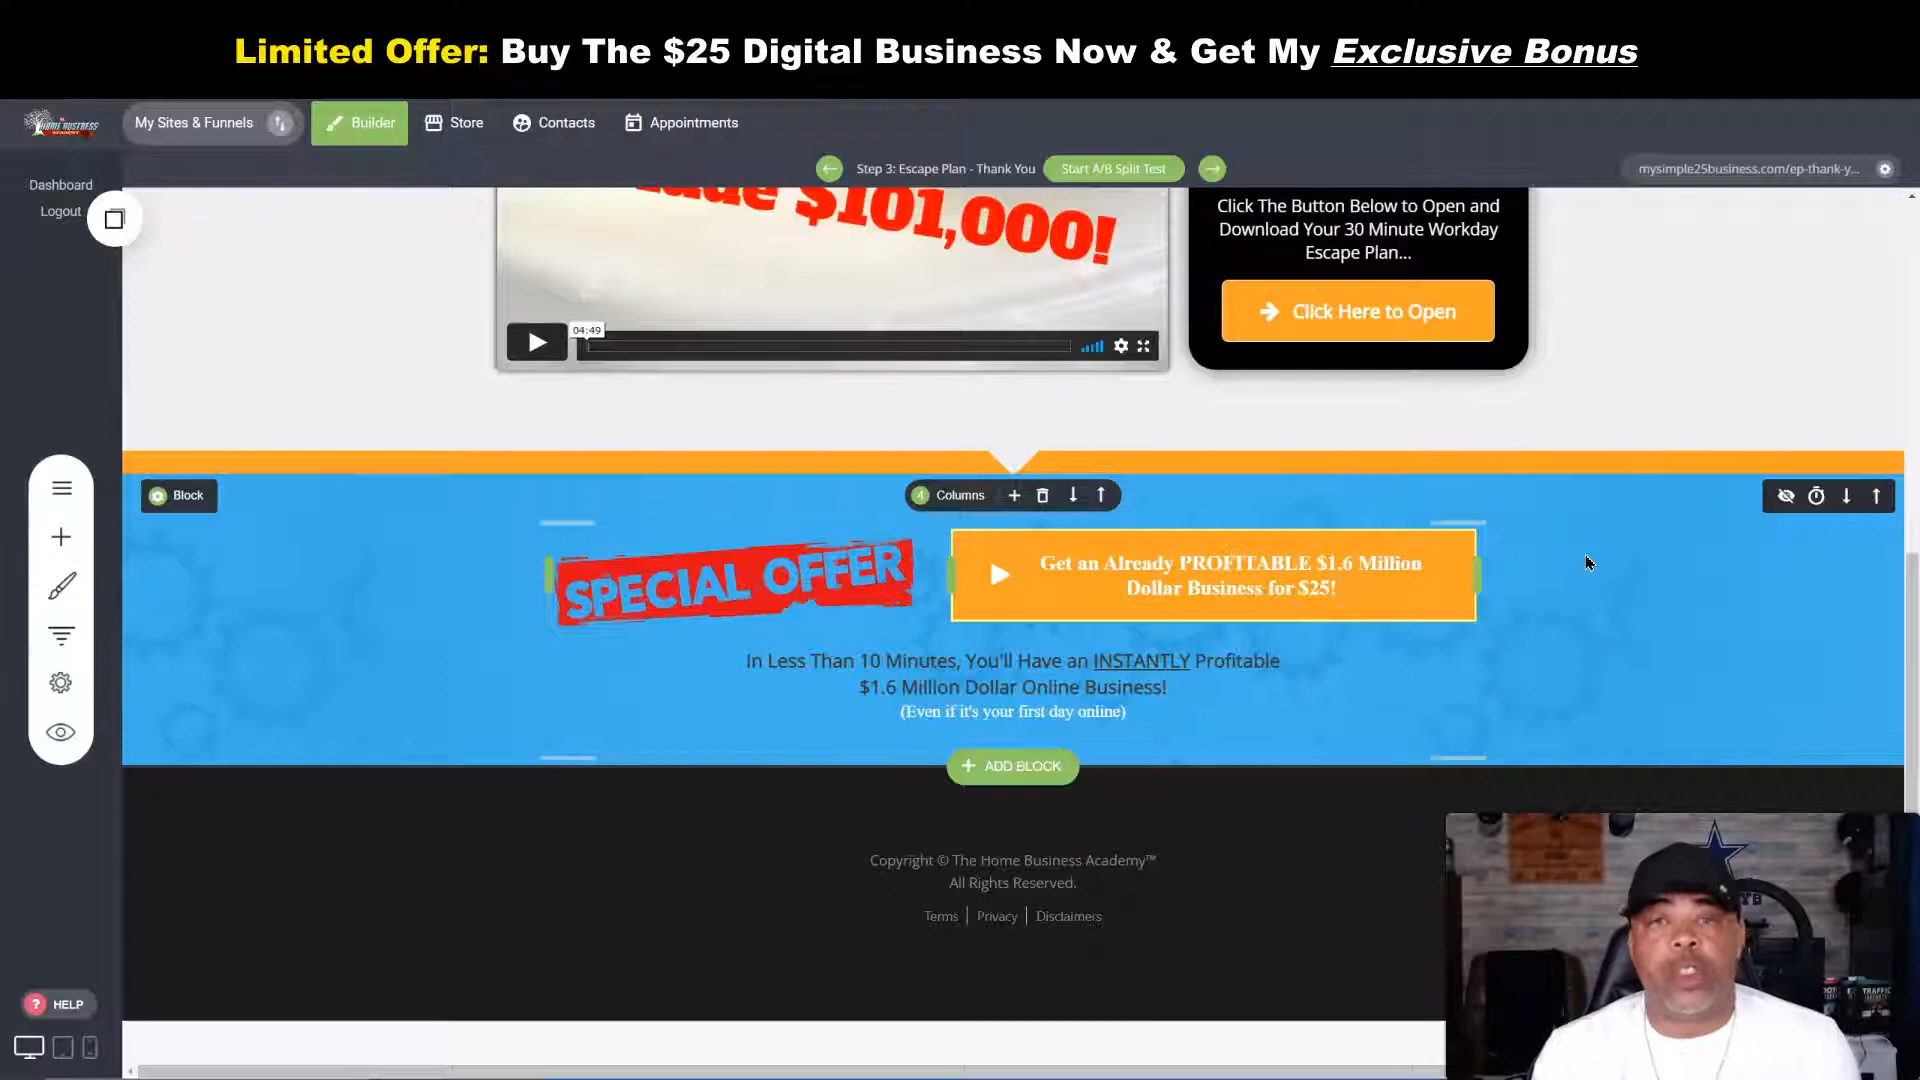 Limited Offer: Buy The $25 Digital Business Now & Get My Exclusive Bonus
HOME BUSINESS
ACADEMY
My Sites & Funnels
Builder
Store
Contacts
Appointments
Step 3: Escape Plan - Thank You
Start A/B Split Test
mysimple25business.com/ep-thank-y...
Dashboard
Logout
$101,000!
Click The Button Below to Open and
Download Your 30 Minute Workday
Escape Plan...
Click Here to Open
04:49
Block
4 Columns
SPECIAL OFFER
Get an Already PROFITABLE $1.6 Million
Dollar Business for $25!
In Less Than 10 Minutes, You'll Have an INSTANTLY Profitable
$1.6 Million Dollar Online Business!
(Even if it's your first day online)
ADD BLOCK
Copyright © The Home Business Academy™
All Rights Reserved.
Terms | Privacy | Disclaimers
? HELP
TRAFFIC